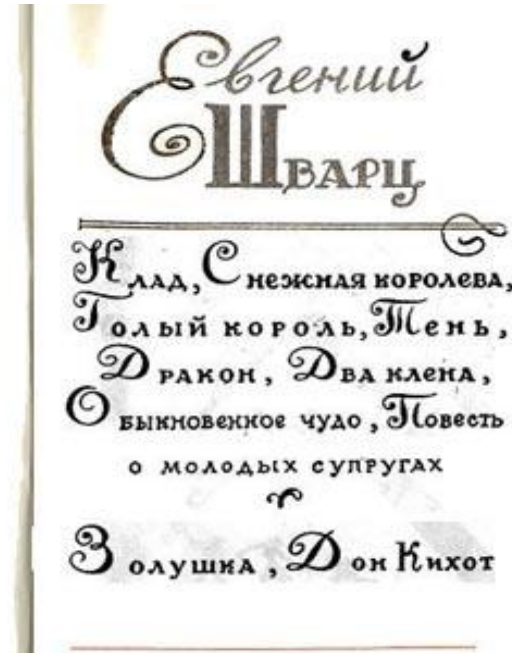 Евгений
Шварц
Клад, Снежная королева,
Голый король, Тень,
Дракон, Два клена,
Обыкновенное чудо, Повесть
о молодых супругах
Золушка, Дон Кихот